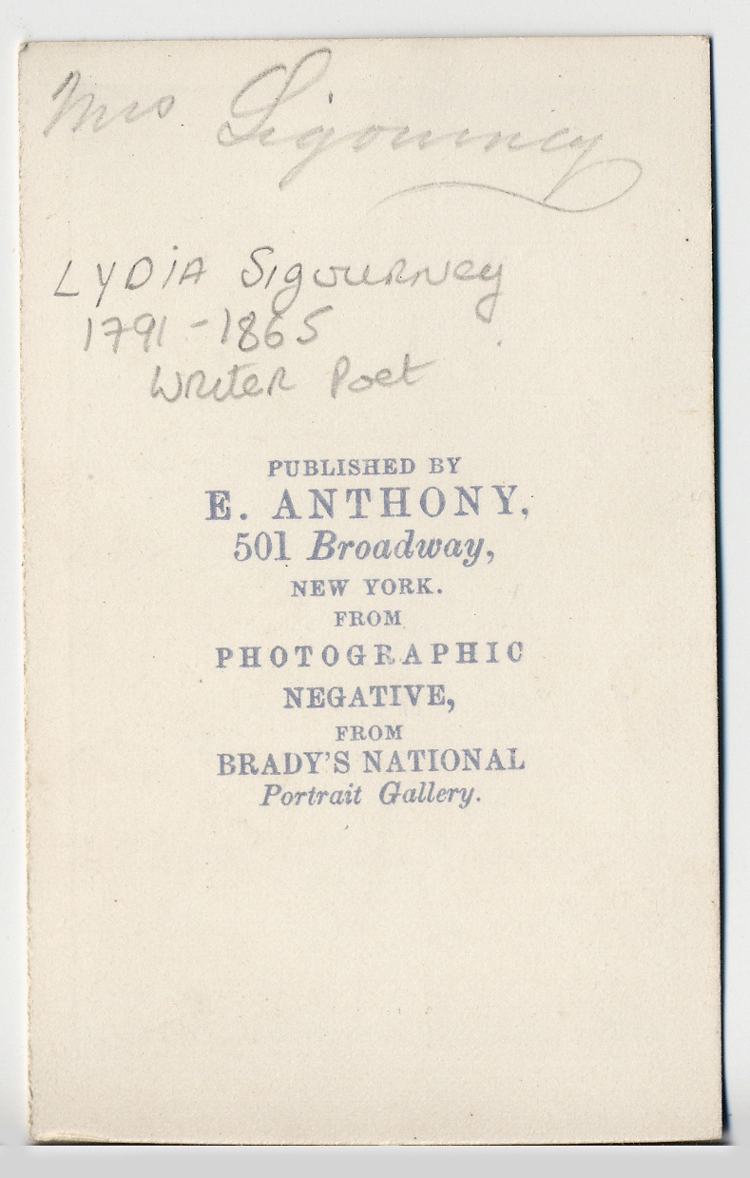 Mrs Sigourney
LYDIA Sigourney
1791-1865
Writer Poet
PUBLISHED BY
E. ANTHONY,
501 Broadway,
NEW YORK.
FROM
PHOTOGRAPHIC
NEGATIVE,
FROM
BRADY'S NATIONAL
Portrait Gallery.